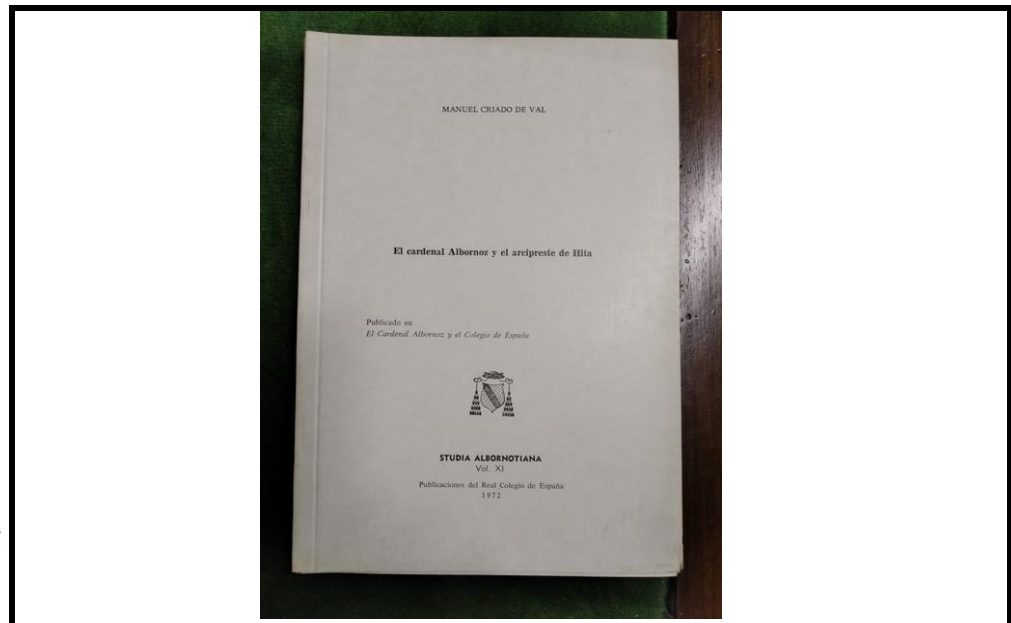 MANUEL CRIADO DE VAL
El cardenal Albornoz y el arcipreste de Hita
Publicado en
El Cardenal Albornoz y el Colegio de España
STUDIA ALBORNOTIANA
Vol. XI
Publicaciones del Real Colegio de España
1972